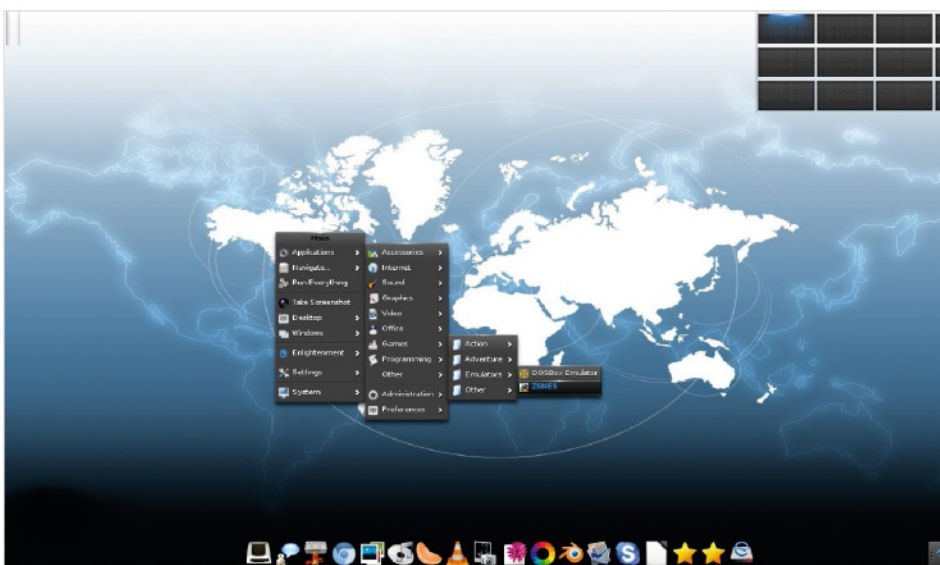 Main
Applications
Navigate...
Run Everything
Take Screenshot
Desktop
Windows
Enlightenment
Settings
System
Accessories
Internet
Sound
Graphics
Video
Office
Games
Programming
Other
Administration
Preferences
Action
Adventure
Emulators
Other
DOSBox Emulator
ZSNES